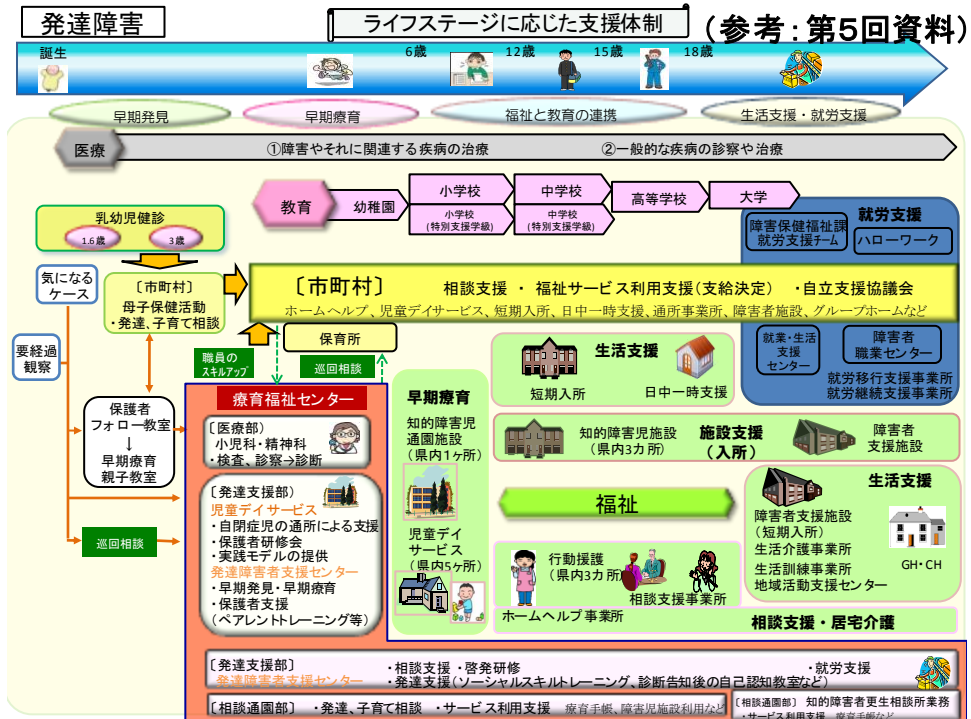 発達障害
ライフステージに応じた支援体制
(参考:第5回資料)
誕生
6歳
12歳
15歳
18歳
早期発見
早期療育
福祉と教育の連携
生活支援・就労支援
医療
①障害やそれに関連する疾病の治療
②一般的な疾病の診察や治療
教育
幼稚園
小学校
中学校
高等学校
大学
小学校
(特別支援学級)
中学校
(特別支援学級)
乳幼児健診
1.6歳
3歳
就労支援
障害保健福祉課
就労支援チーム
ハローワーク
気になる
ケース
〔市町村〕
母子保健活動
・発達、子育て相談
〔市町村〕
相談支援 ・ 福祉サービス利用支援(支給決定) ・自立支援協議会
ホームヘルプ、児童デイサービス、短期入所、日中一時支援、通所事業所、障害者施設、グループホームなど
要経過
観察
職員の
スキルアップ
保育所
巡回相談
生活支援
短期入所
日中一時支援
就業・生活
支援
センター
障害者
職業センター
就労移行支援事業所
就労継続支援事業所
保護者
フォロー教室
↓
早期療育
親子教室
巡回相談
療育福祉センター
〔医療部〕
小児科・精神科
・検査、診察→診断
〔発達支援部〕
児童デイサービス
・自閉症児の通所による支援
・保護者研修会
・実践モデルの提供
発達障害者支援センター
・早期発見・早期療育
・保護者支援
(ペアレントトレーニング等)
早期療育
知的障害児
通園施設
(県内1ヶ所)
児童デイ
サービス
(県内5ヶ所)
知的障害児施設
(県内3カ所)
施設支援
(入所)
障害者
支援施設
福祉
生活支援
障害者支援施設
(短期入所)
生活介護事業所
生活訓練事業所
地域活動支援センター
GH・CH
行動援護
(県内3カ所)
相談支援事業所
ホームヘルプ事業所
相談支援・居宅介護
〔発達支援部〕
発達障害者支援センター
・相談支援 ・啓発研修
・就労支援
・発達支援(ソーシャルスキルトレーニング、診断告知後の自己認知教室など)
〔相談通園部〕 ・発達、子育て相談 ・サービス利用支援 療育手帳、障害児施設利用など
〔相談通園部〕 知的障害者更生相談所業務
・サービス利用支援 療育手帳など